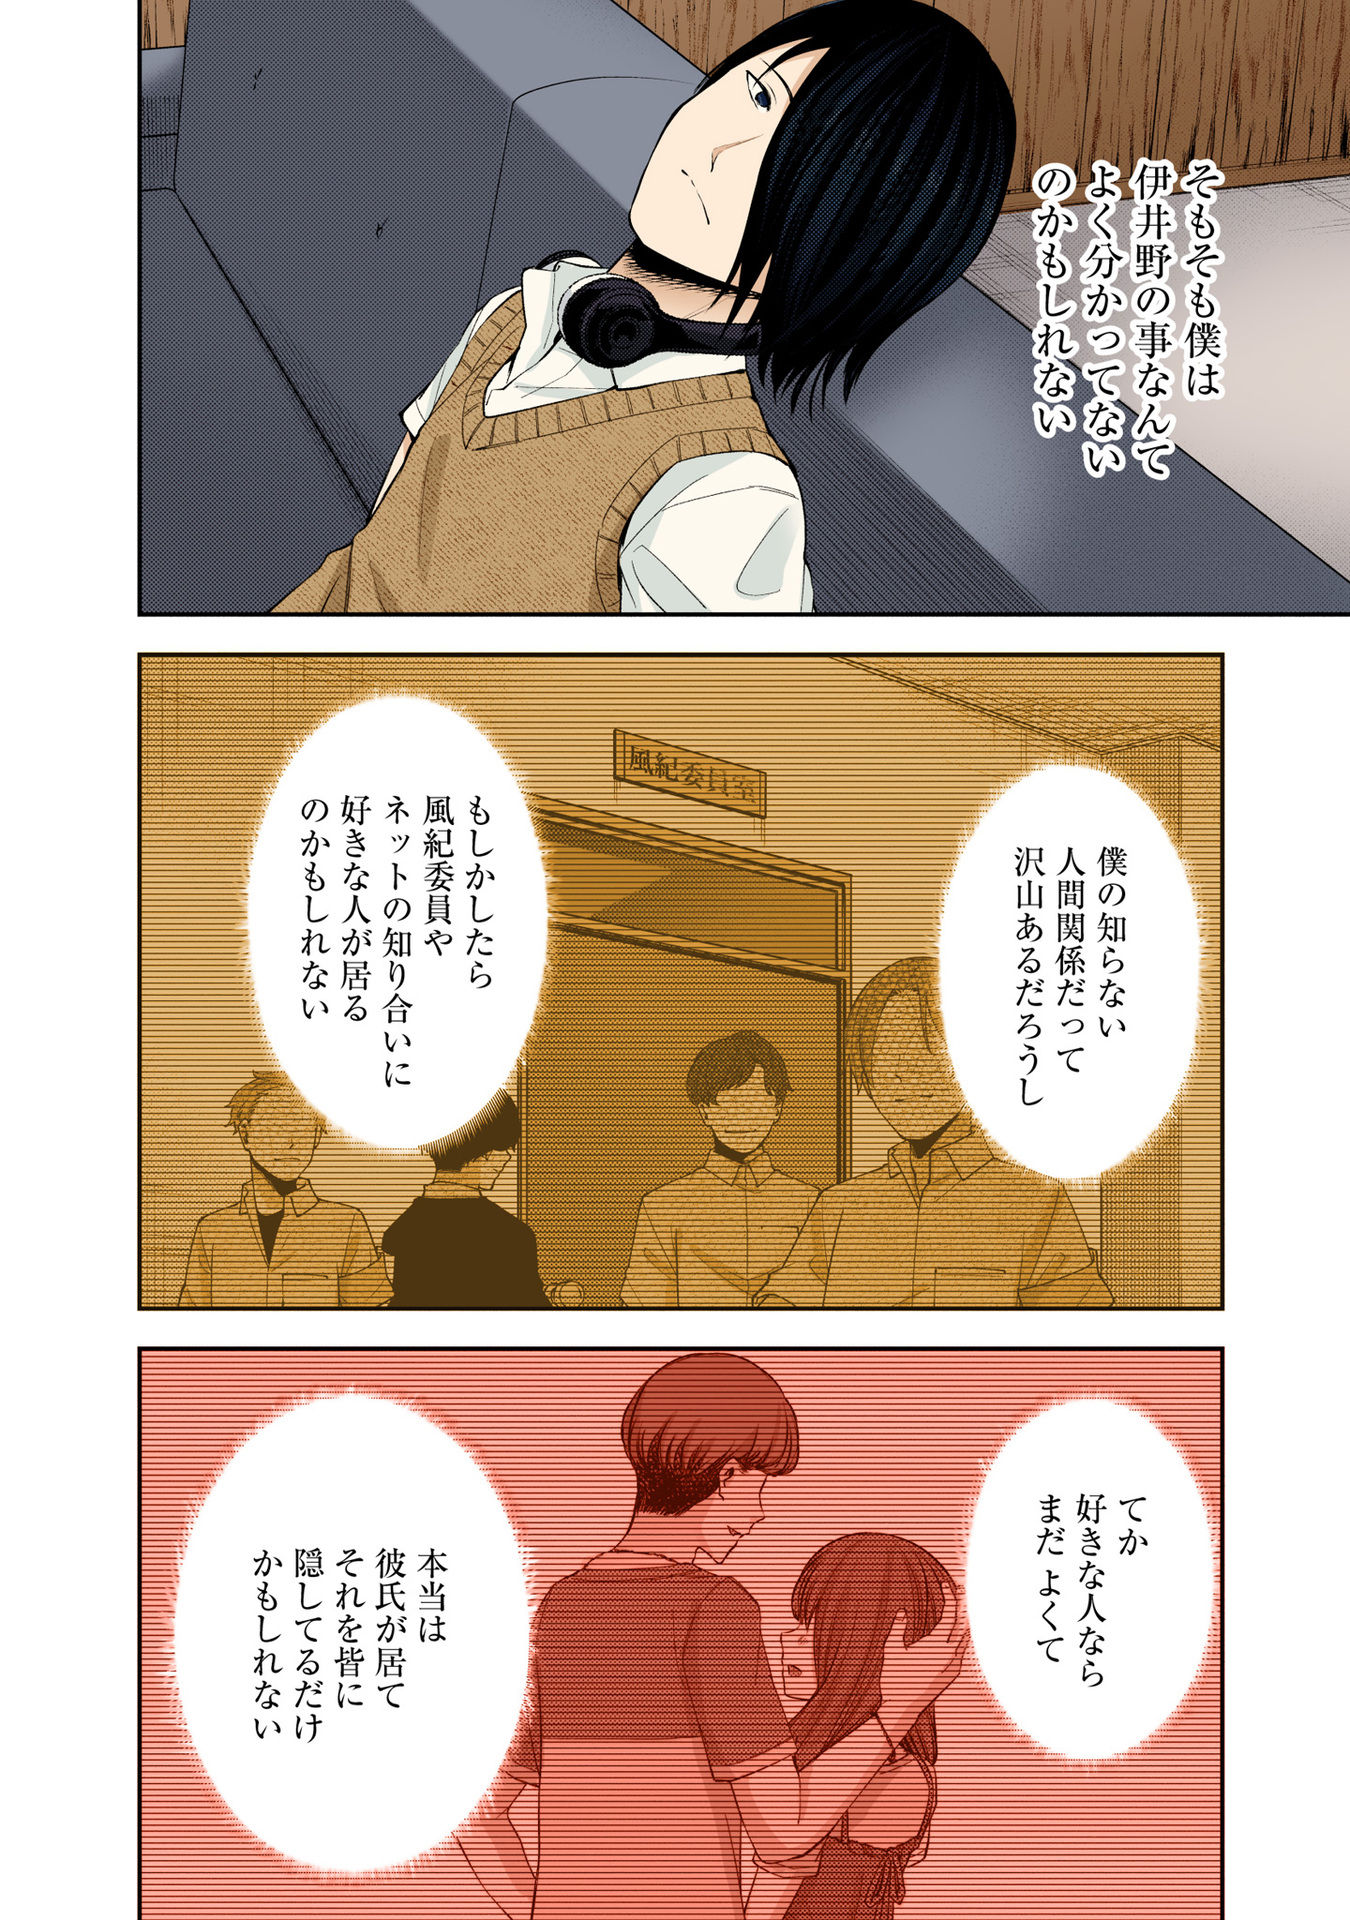 そもそも僕は
伊井野の事なんて
よく分かってない
のかもしれない
風紀委員室
僕の知らない
人間関係だって
沢山あるだろうし
もしかしたら
風紀委員や
ネットの知り合いに
好きな人が居る
のかもしれない
てか
好きな人なら
まだよくて
本当は
彼氏が居て
それを皆に
隠してるだけ
かもしれない